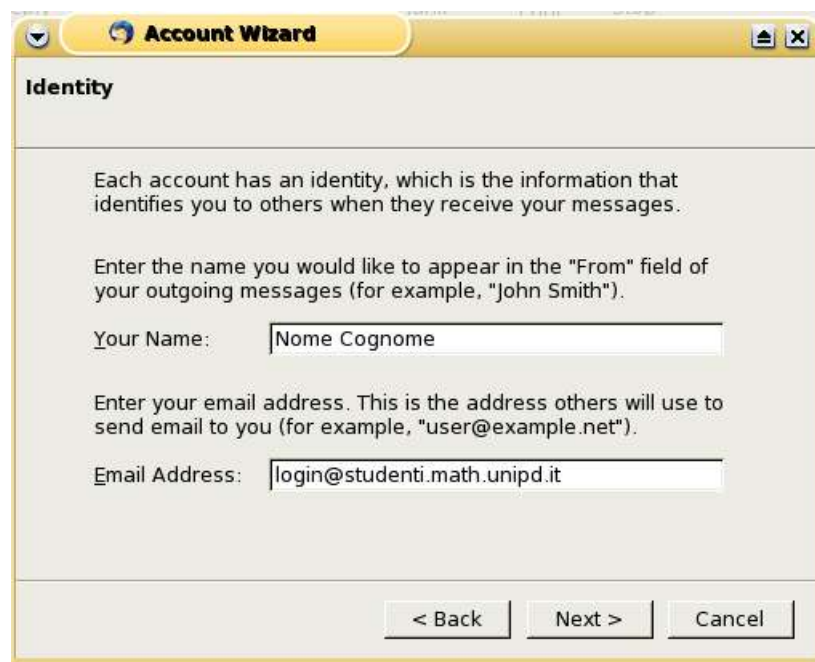 Account Wizard
Identity
Each account has an identity, which is the information that
identifies you to others when they receive your messages.
Enter the name you would like to appear in the "From" field of
your outgoing messages (for example, "John Smith").
Your Name: Nome Cognome
Enter your email address. This is the address others will use to
send email to you (for example, "user@example.net").
Email Address: login@studenti.math.unipd.it
< Back Next > Cancel